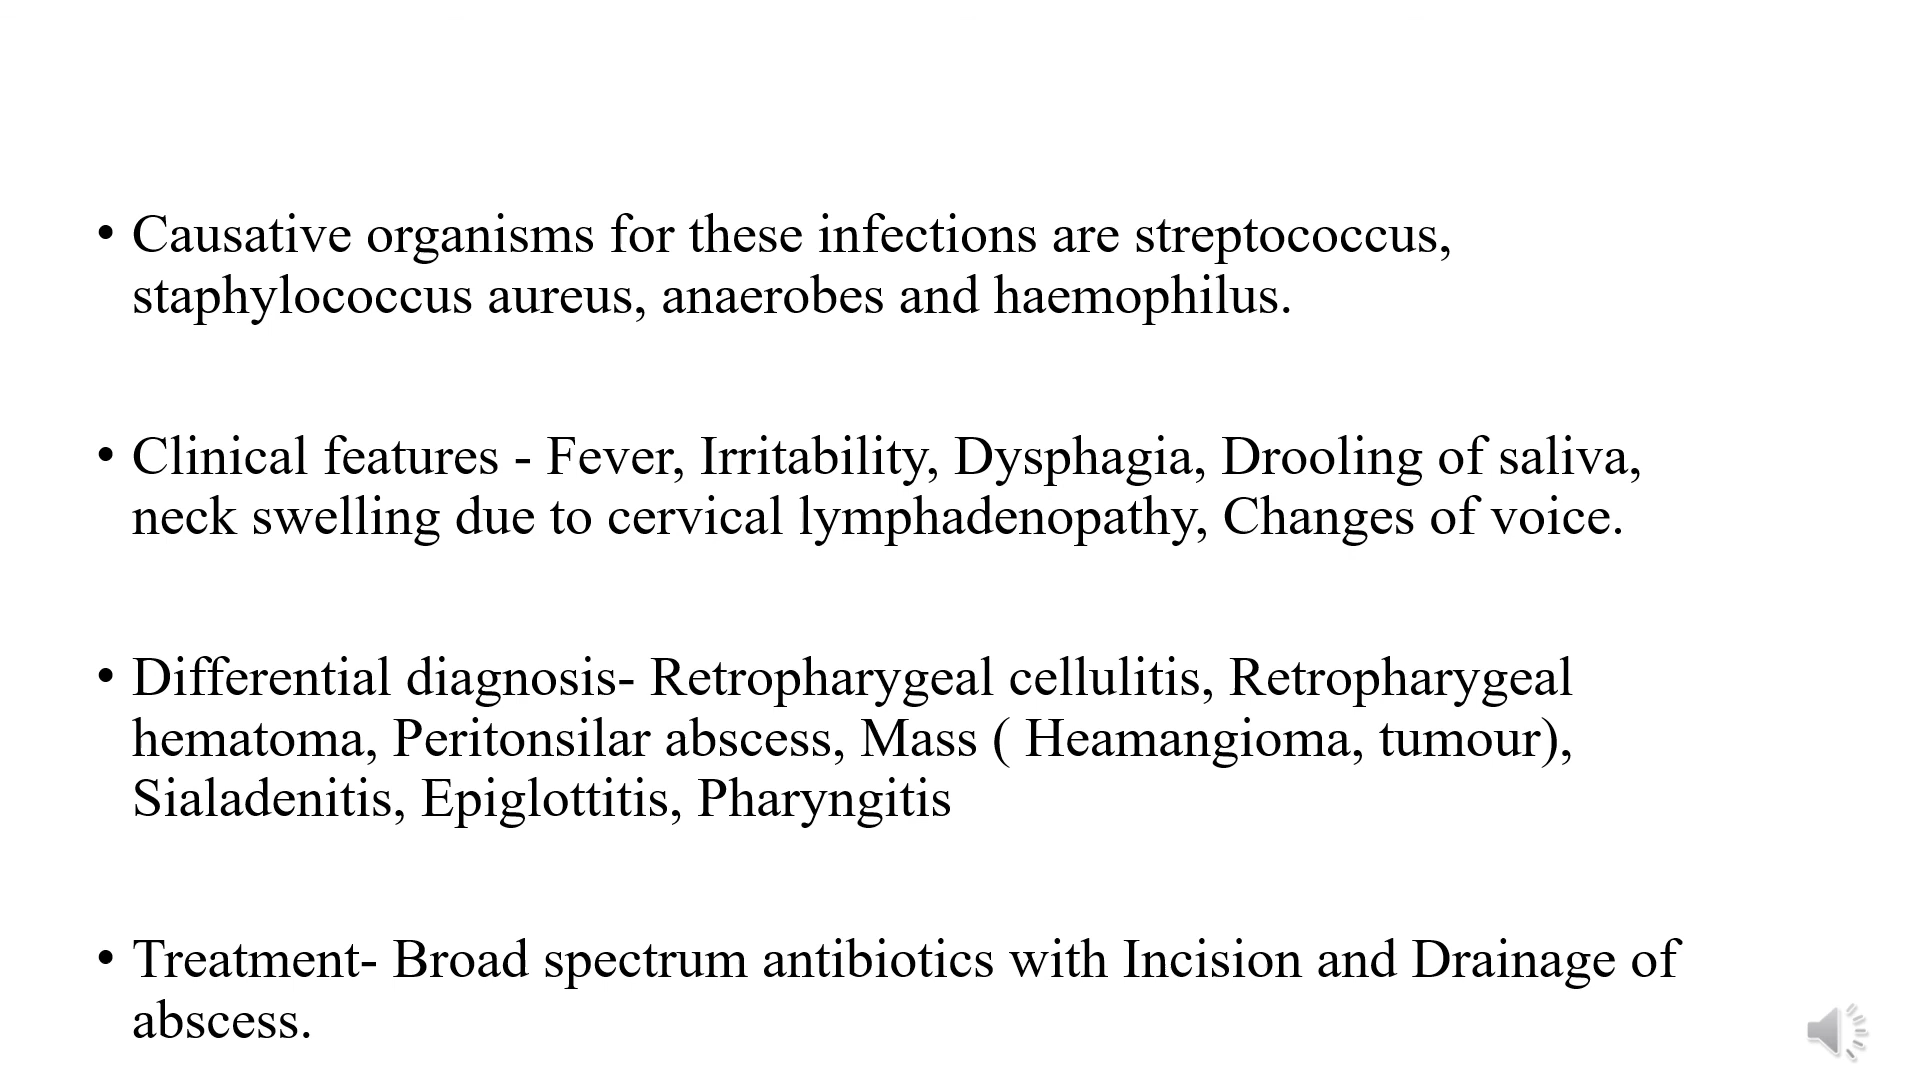 • Causative organisms for these infections are streptococcus,
staphylococcus aureus, anaerobes and haemophilus.
• Clinical features - Fever, Irritability, Dysphagia, Drooling of saliva,
neck swelling due to cervical lymphadenopathy, Changes of voice.
• Differential diagnosis- Retropharygeal cellulitis, Retropharygeal
hematoma, Peritonsilar abscess, Mass ( Heamangioma, tumour),
Sialadenitis, Epiglottitis, Pharyngitis
• Treatment- Broad spectrum antibiotics with Incision and Drainage of
abscess.